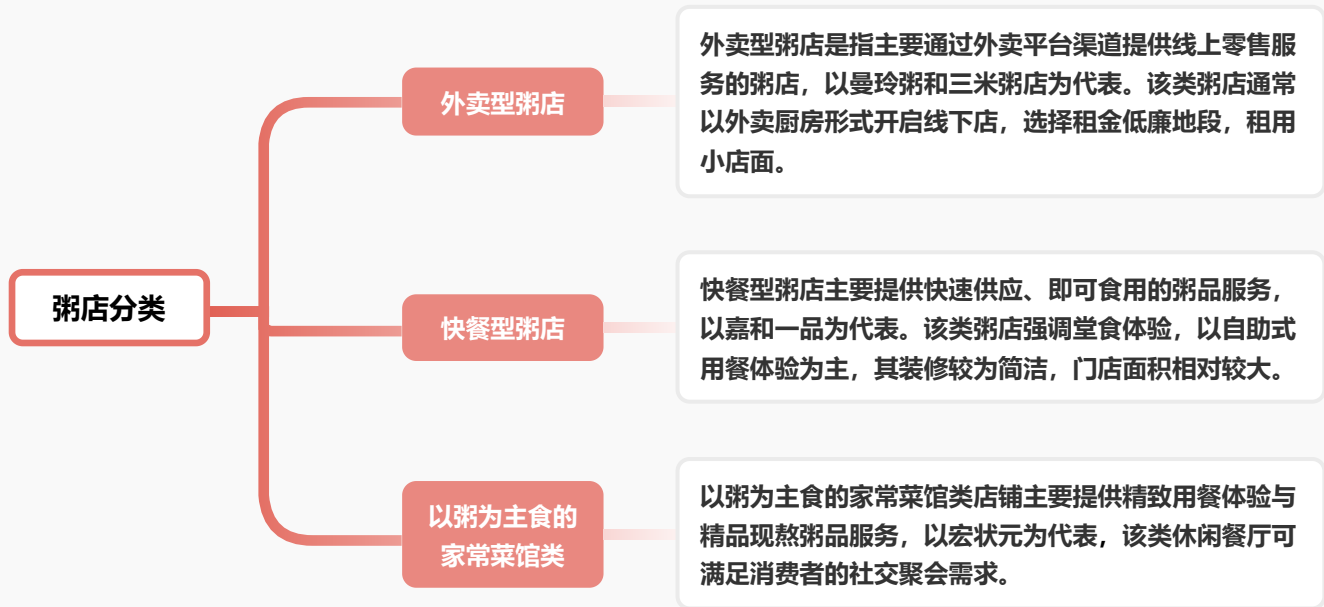 外卖型粥店是指主要通过外卖平台渠道提供线上零售服
务的粥店，以曼玲粥和三米粥店为代表。该类粥店通常
以外卖厨房形式开启线下店，选择租金低廉地段，租用
小店面。
外卖型粥店
粥店分类
快餐型粥店
快餐型粥店主要提供快速供应、即可食用的粥品服务，
以嘉和一品为代表。该类粥店强调堂食体验，以自助式
用餐体验为主，其装修较为简洁，门店面积相对较大。
以粥为主食的
家常菜馆类
以粥为主食的家常菜馆类店铺主要提供精致用餐体验与
精品现熬粥品服务，以宏状元为代表，该类休闲餐厅可
满足消费者的社交聚会需求。